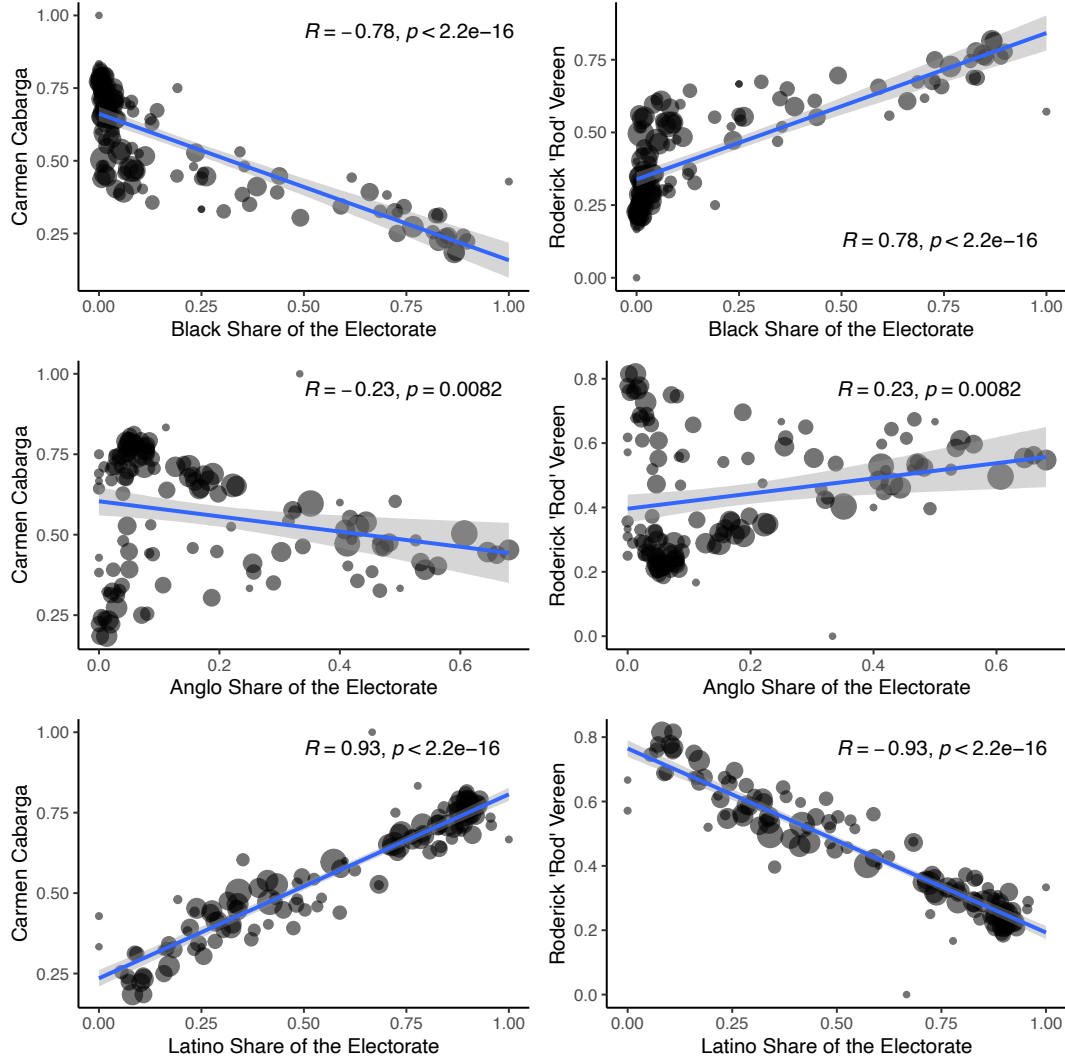 Carmen Cabarga
1.00
0.75
0.50
0.25
R = −0.78, p < 2.2e−16
0.00 0.25 0.50 0.75 1.00
Black Share of the Electorate
Roderick 'Rod' Vereen
0.75
0.50
0.25
0.00
R = 0.78, p < 2.2e−16
0.00 0.25 0.50 0.75 1.00
Black Share of the Electorate
Carmen Cabarga
1.00
0.75
0.50
0.25
R = −0.23, p = 0.0082
0.0 0.2 0.4 0.6
Anglo Share of the Electorate
Roderick 'Rod' Vereen
0.8
0.6
0.4
0.2
0.0
R = 0.23, p = 0.0082
0.0 0.2 0.4 0.6
Anglo Share of the Electorate
Carmen Cabarga
1.00
0.75
0.50
0.25
R = 0.93, p < 2.2e−16
0.00 0.25 0.50 0.75 1.00
Latino Share of the Electorate
Roderick 'Rod' Vereen
0.8
0.6
0.4
0.2
0.0
R = −0.93, p < 2.2e−16
0.00 0.25 0.50 0.75 1.00
Latino Share of the Electorate